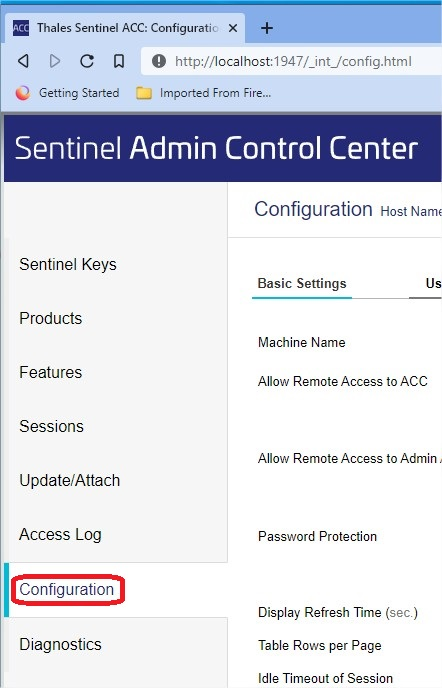 ACC Thales Sentinel ACC: Configuratio
http://localhost:1947/_int_/config.html
Getting Started Imported From Fire...
Sentinel Admin Control Center
Configuration Host Name
Sentinel Keys
Basic Settings Us
Products
Machine Name
Features
Allow Remote Access to ACC
Sessions
Allow Remote Access to Admin
Update/Attach
Access Log
Password Protection
Configuration
Display Refresh Time (sec.)
Diagnostics
Table Rows per Page
Idle Timeout of Session